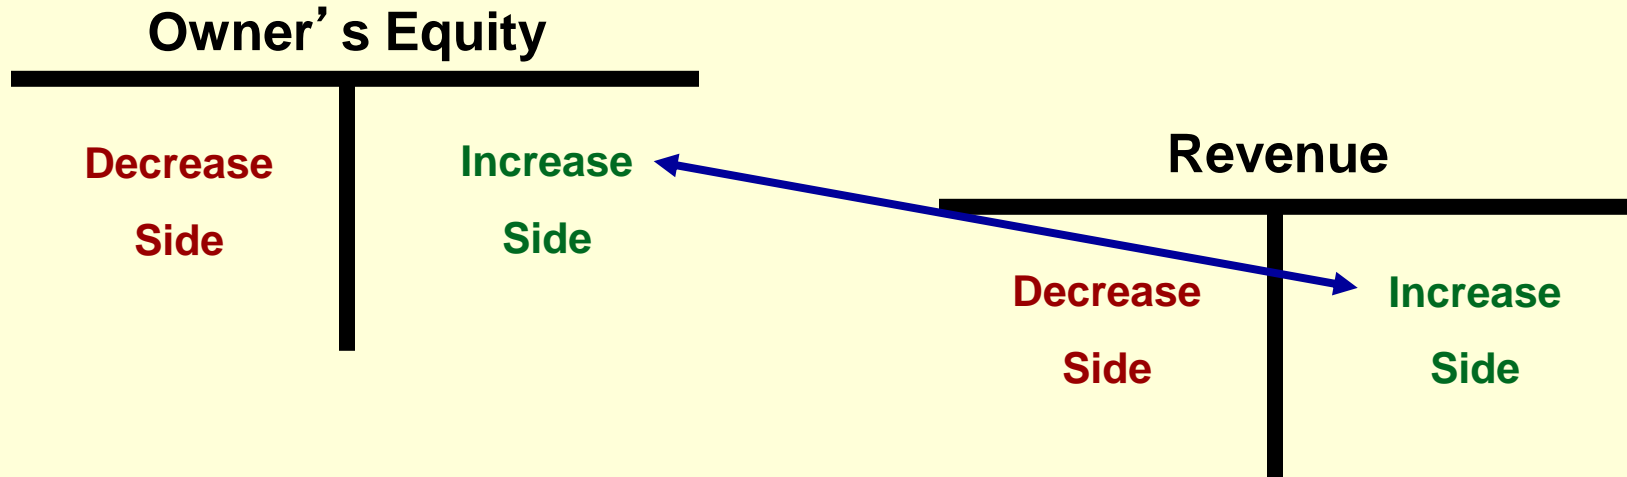 Owner’s Equity
Decrease
Side
Increase
Side
Revenue
Decrease
Side
Increase
Side